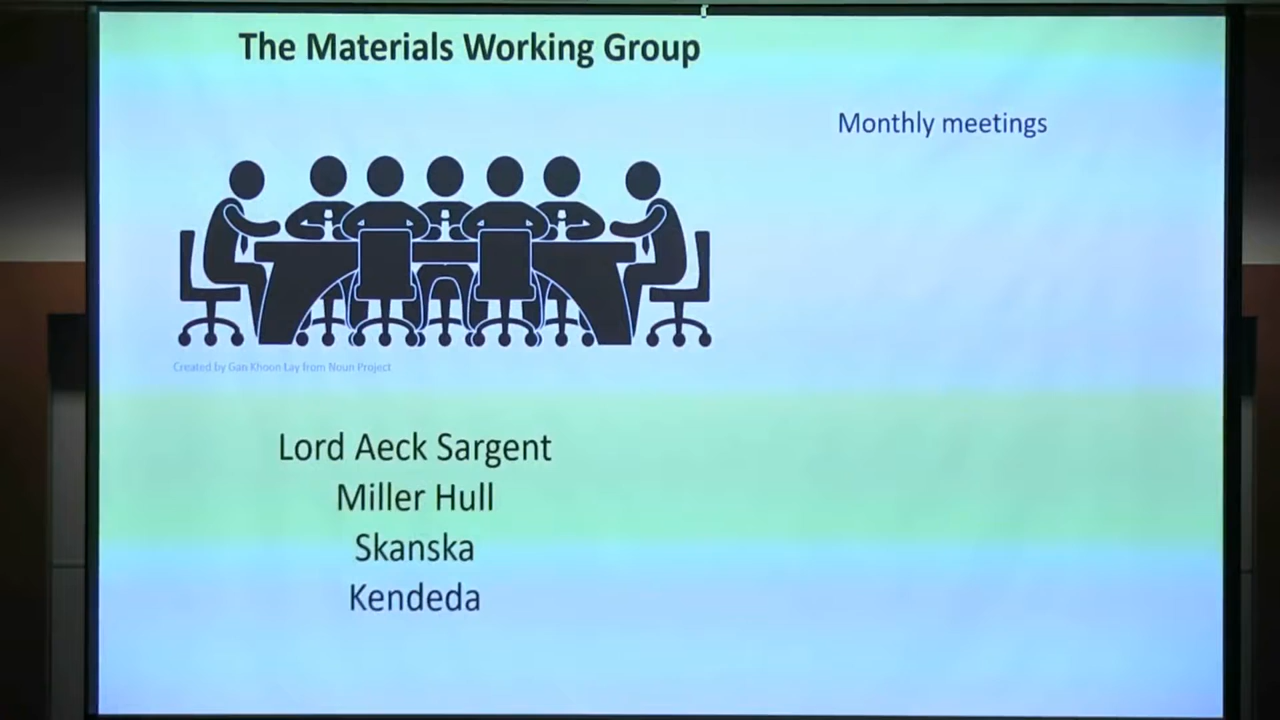 The Materials Working Group
Monthly meetings
Created by Gan Khoon Lay from Noun Project
Lord Aeck Sargent
Miller Hull
Skanska
Kendeda